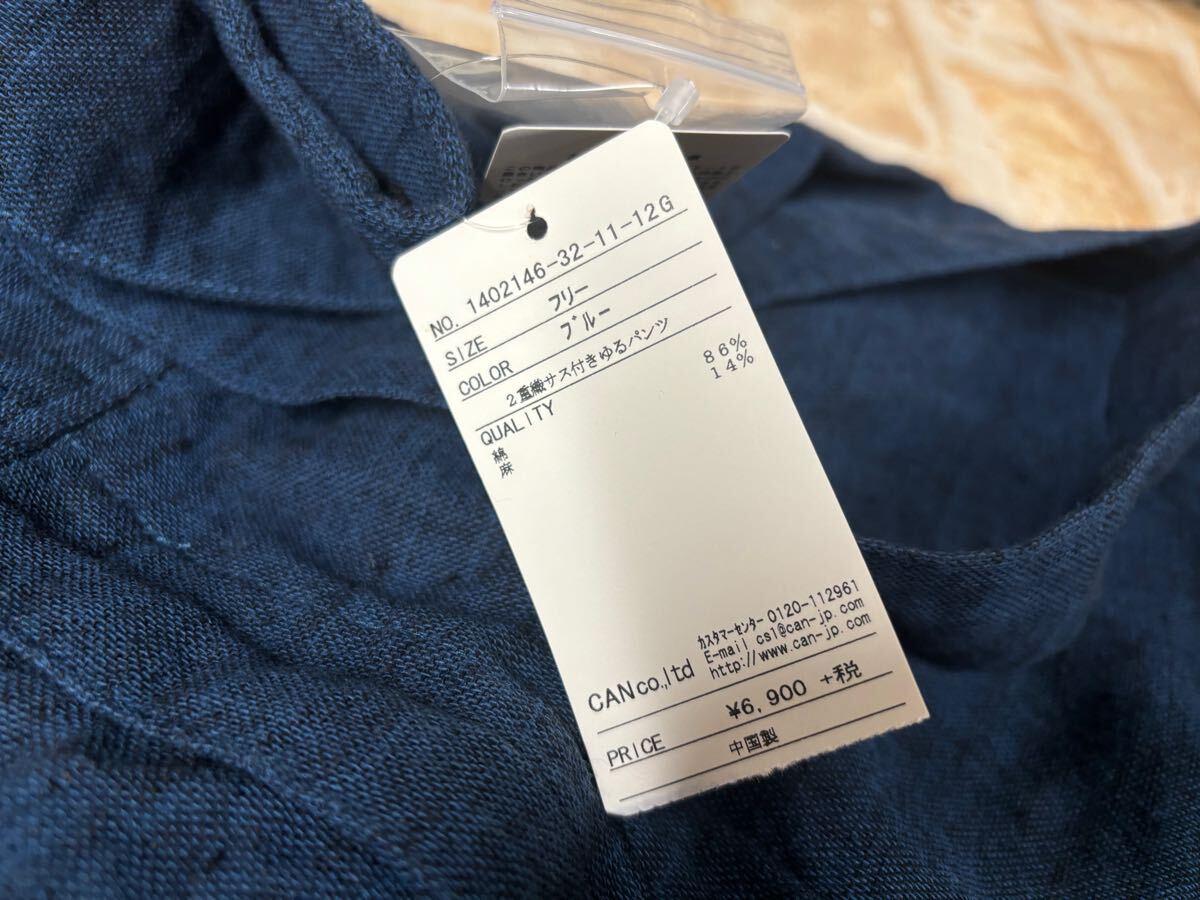 NO. 1402146-32-11-12G
SIZE フリー
COLOR ブルー
2重織サス付きゆるパンツ
QUALITY
綿 86%
麻 14%
カスタマーセンター 0120-112961
E-mail cs1@can-jp.com
http://www.can-jp.com
CANco.,ltd
PRICE ¥6,900 +税
中国製